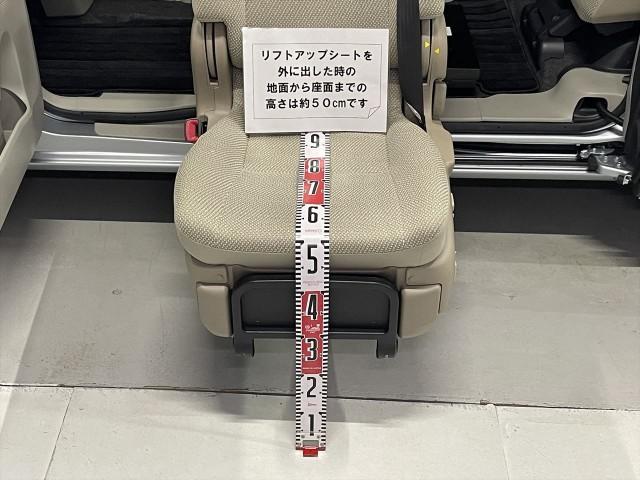 リフトアップシートを
外に出した時の
地面から座面までの
高さは約５０cmです
9
8
7
6
5
4
3
2
1